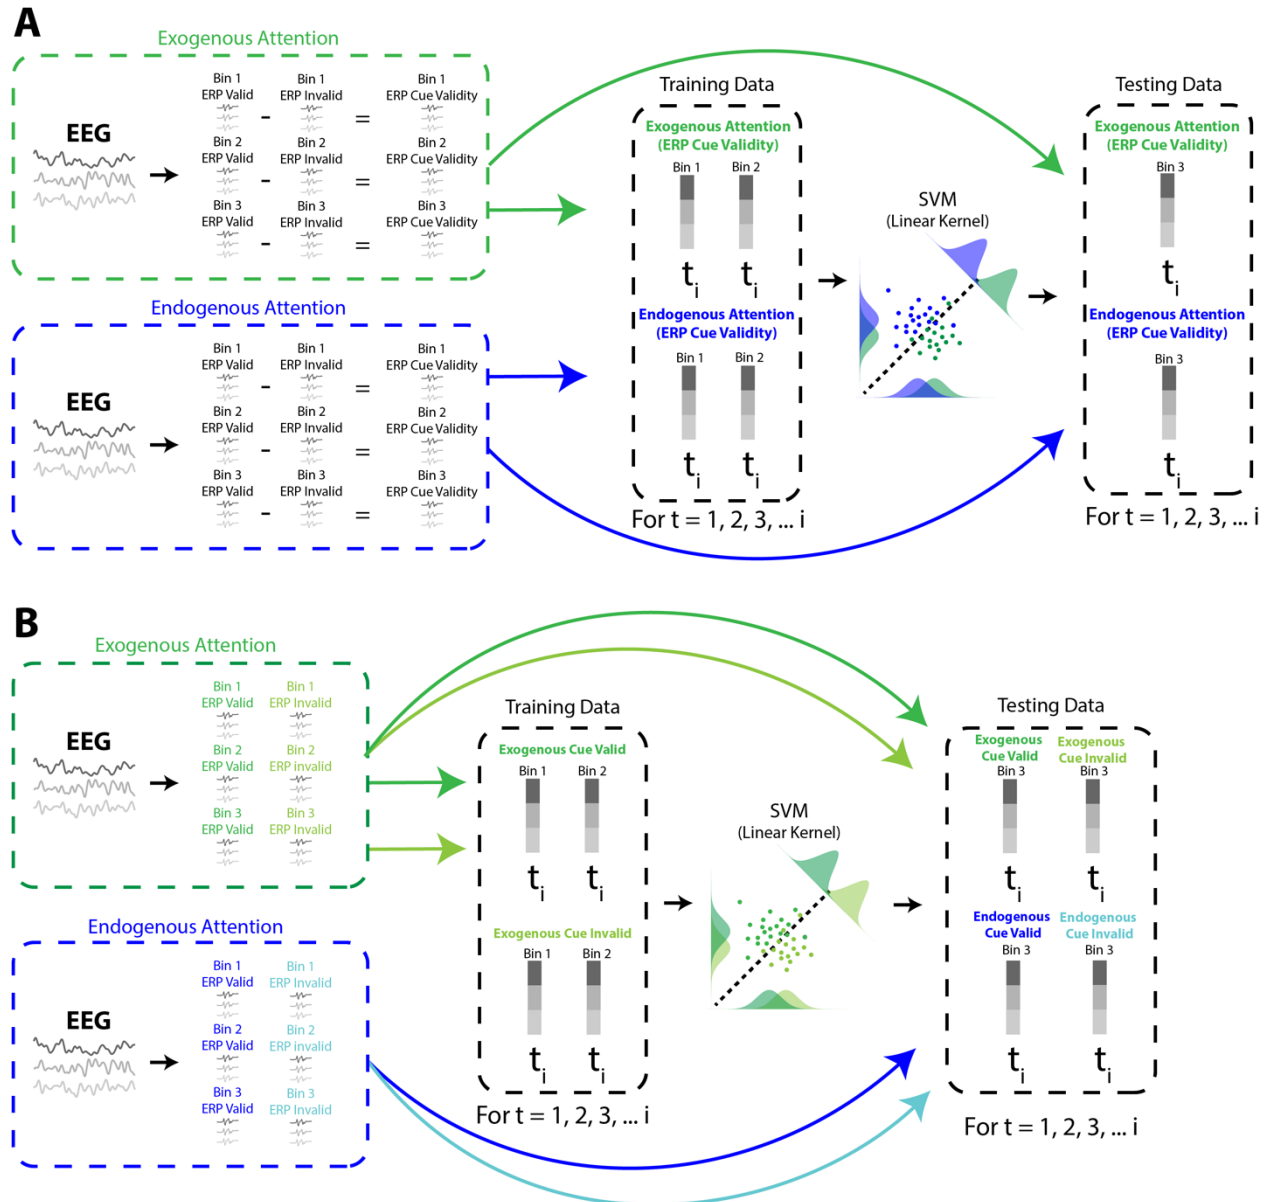 A
Exogenous Attention
EEG
Bin 1 Bin 1 Bin 1
ERP Valid - ERP Invalid = ERP Cue Validity
Bin 2 Bin 2 Bin 2
ERP Valid - ERP Invalid = ERP Cue Validity
Bin 3 Bin 3 Bin 3
ERP Valid - ERP Invalid = ERP Cue Validity
Endogenous Attention
EEG
Bin 1 Bin 1 Bin 1
ERP Valid - ERP Invalid = ERP Cue Validity
Bin 2 Bin 2 Bin 2
ERP Valid - ERP Invalid = ERP Cue Validity
Bin 3 Bin 3 Bin 3
ERP Valid - ERP Invalid = ERP Cue Validity
Training Data
Exogenous Attention
(ERP Cue Validity)
Bin 1 Bin 2
ti ti
Endogenous Attention
(ERP Cue Validity)
Bin 1 Bin 2
ti ti
For t = 1, 2, 3, ... i
SVM
(Linear Kernel)
Testing Data
Exogenous Attention
(ERP Cue Validity)
Bin 3
ti
Endogenous Attention
(ERP Cue Validity)
Bin 3
ti
For t = 1, 2, 3, ... i
B
Exogenous Attention
EEG
Bin 1 Bin 1
ERP Valid ERP Invalid
Bin 2 Bin 2
ERP Valid ERP invalid
Bin 3 Bin 3
ERP Valid ERP Invalid
Endogenous Attention
EEG
Bin 1 Bin 1
ERP Valid ERP Invalid
Bin 2 Bin 2
ERP Valid ERP invalid
Bin 3 Bin 3
ERP Valid ERP Invalid
Training Data
Exogenous Cue Valid
Bin 1 Bin 2
ti ti
Exogenous Cue Invalid
Bin 1 Bin 2
ti ti
For t = 1, 2, 3, ... i
SVM
(Linear Kernel)
Testing Data
Exogenous Exogenous
Cue Valid Cue Invalid
Bin 3 Bin 3
ti ti
Endogenous Endogenous
Cue Valid Cue Invalid
Bin 3 Bin 3
ti ti
For t = 1, 2, 3, ... i